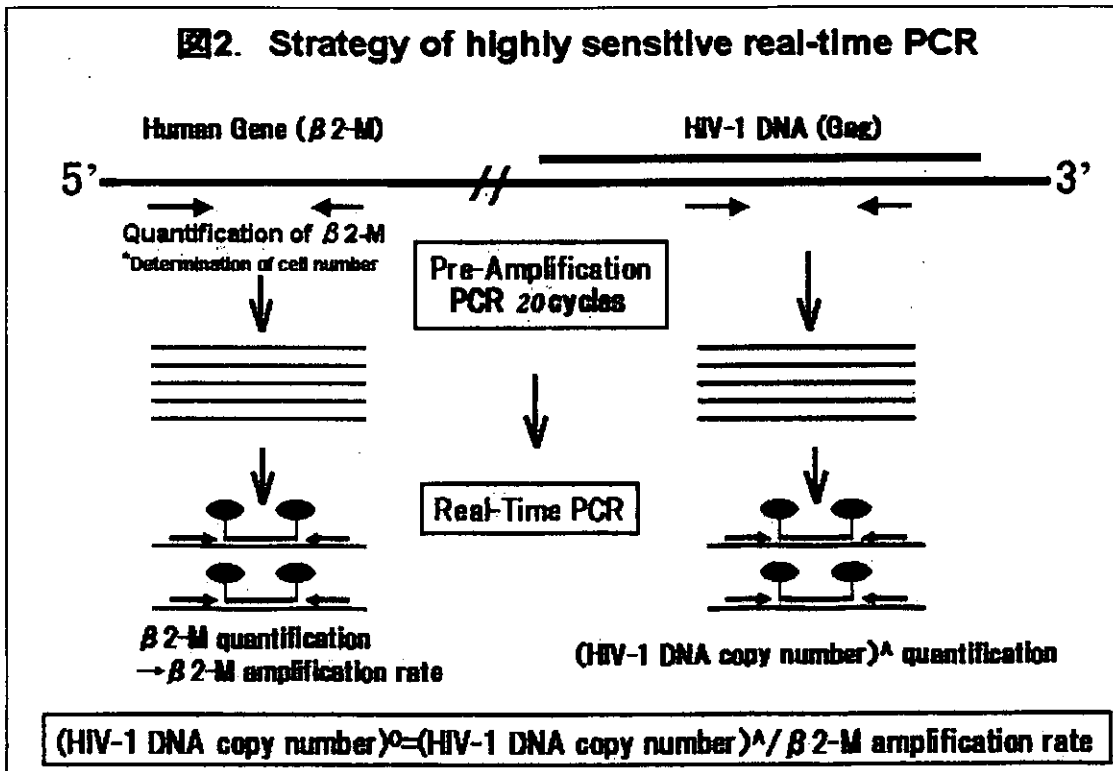 図2. Strategy of highly sensitive real-time PCR
Human Gene (β2-M)
HIV-1 DNA (Gag)
5'
3'
Quantification of β2-M
*Determination of cell number
Pre-Amplification
PCR 20 cycles
Real-Time PCR
β2-M quantification
→β2-M amplification rate
(HIV-1 DNA copy number)ᴬ quantification
(HIV-1 DNA copy number)⁰=(HIV-1 DNA copy number)ᴬ/β2-M amplification rate